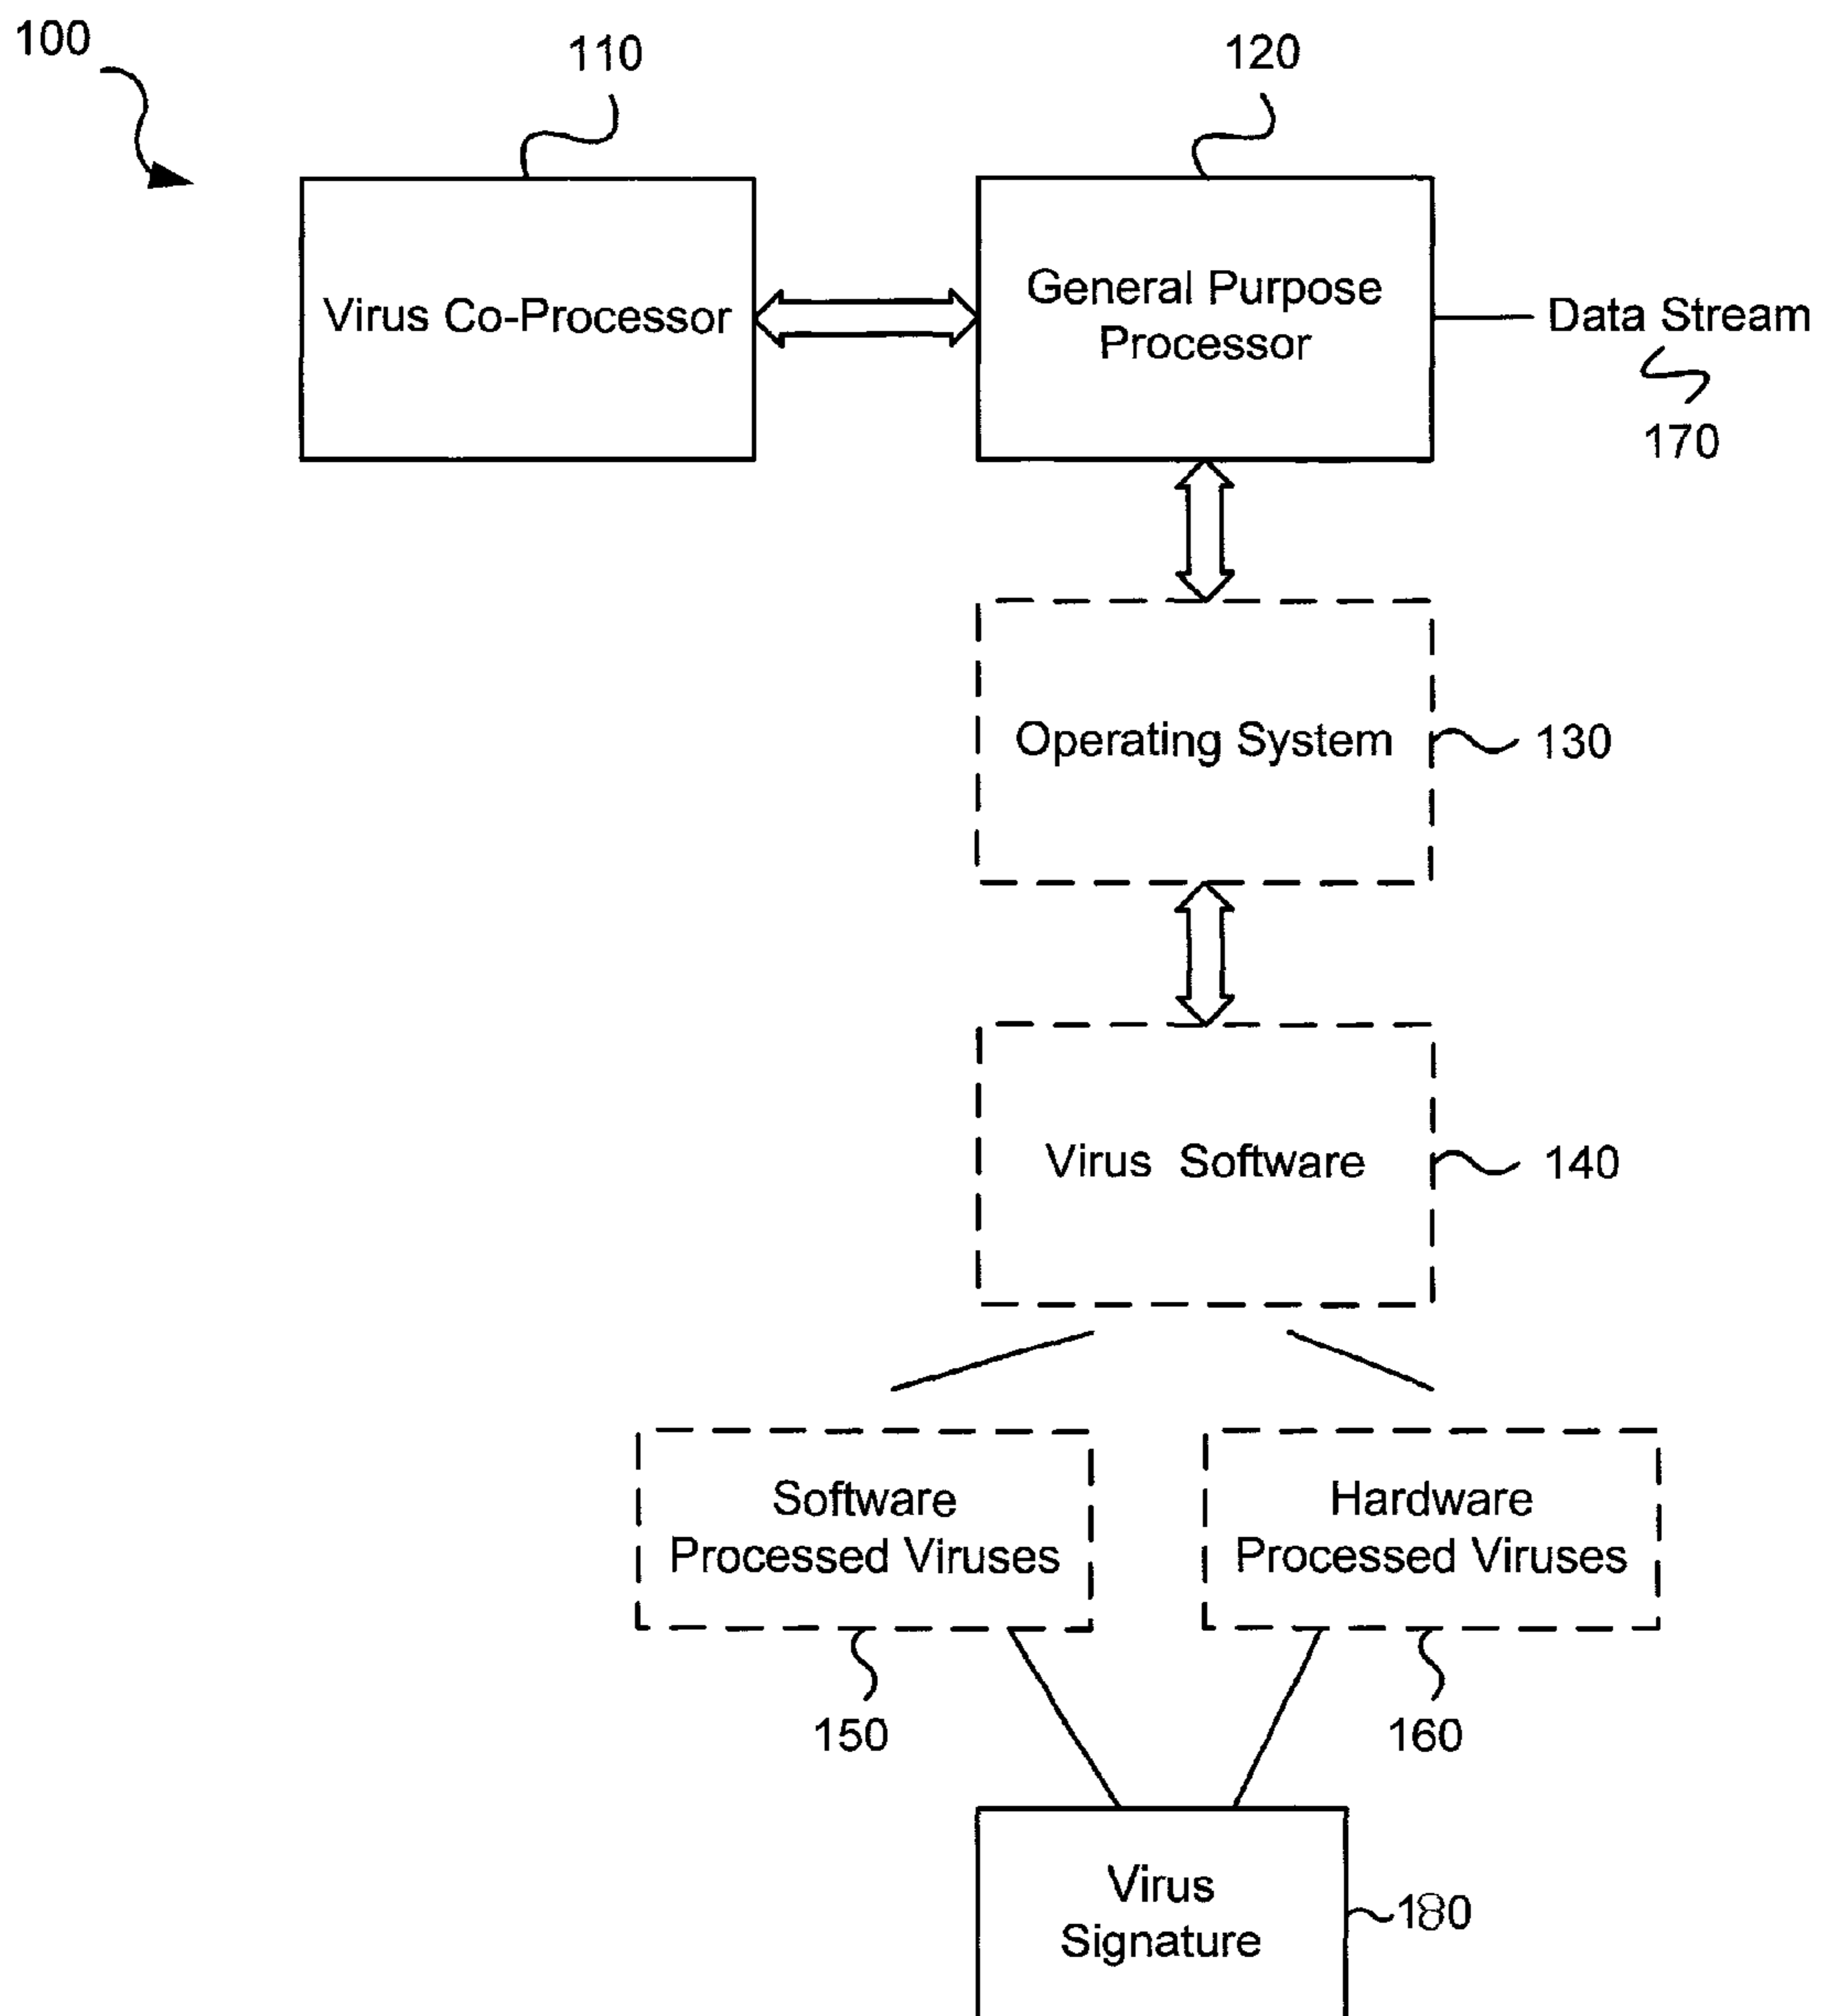 100
110
120
Virus Co-Processor
General Purpose
Processor
Data Stream
170
Operating System
130
Virus Software
140
Software
Processed Viruses
Hardware
Processed Viruses
150
160
Virus
Signature
180